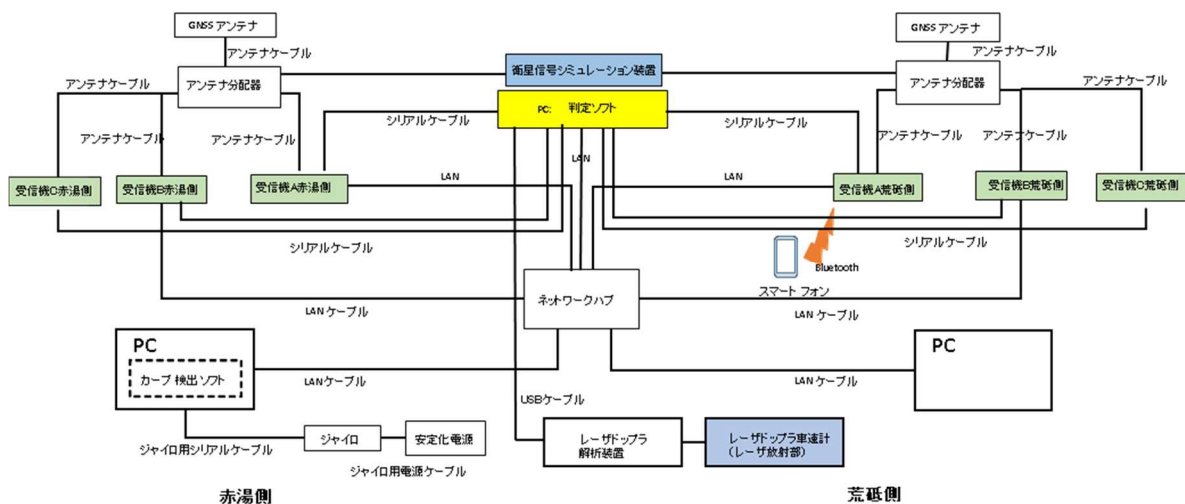 GNSS アンテナ
GNSS アンテナ
アンテナケーブル
アンテナケーブル
衛星信号シミュレーション装置
アンテナ分配器
アンテナ分配器
アンテナケーブル
アンテナケーブル
PC: 判定ソフト
シリアルケーブル
シリアルケーブル
アンテナケーブル
アンテナケーブル
アンテナケーブル
アンテナケーブル
LAN
受信機C赤湯側
受信機B赤湯側
受信機A赤湯側
LAN
LAN
受信機A荒砥側
受信機B荒砥側
受信機C荒砥側
シリアルケーブル
シリアルケーブル
Bluetooth
スマートフォン
ネットワークハブ
LAN ケーブル
LAN ケーブル
PC
カーブ検出ソフト
PC
LAN ケーブル
LAN ケーブル
USBケーブル
ジャイロ用シリアルケーブル
ジャイロ
安定化電源
ジャイロ用電源ケーブル
レーザドップラ
解析装置
レーザドップラ車速計
(レーザ放射部)
赤湯側
荒砥側